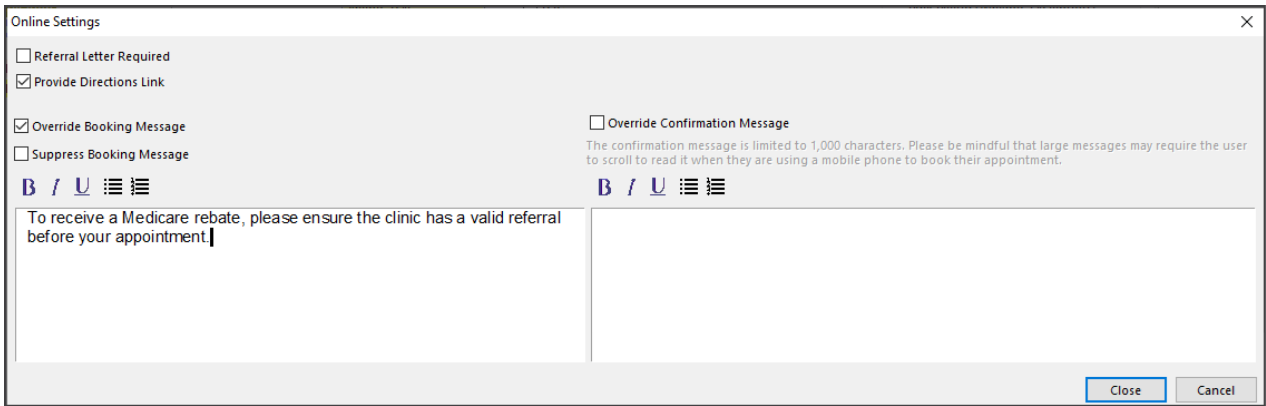 Online Settings
Referral Letter Required
Provide Directions Link
Override Booking Message
Suppress Booking Message
B I U
To receive a Medicare rebate, please ensure the clinic has a valid referral
before your appointment.
Override Confirmation Message
The confirmation message is limited to 1,000 characters. Please be mindful that large messages may require the user
to scroll to read it when they are using a mobile phone to book their appointment.
B I U
Close
Cancel